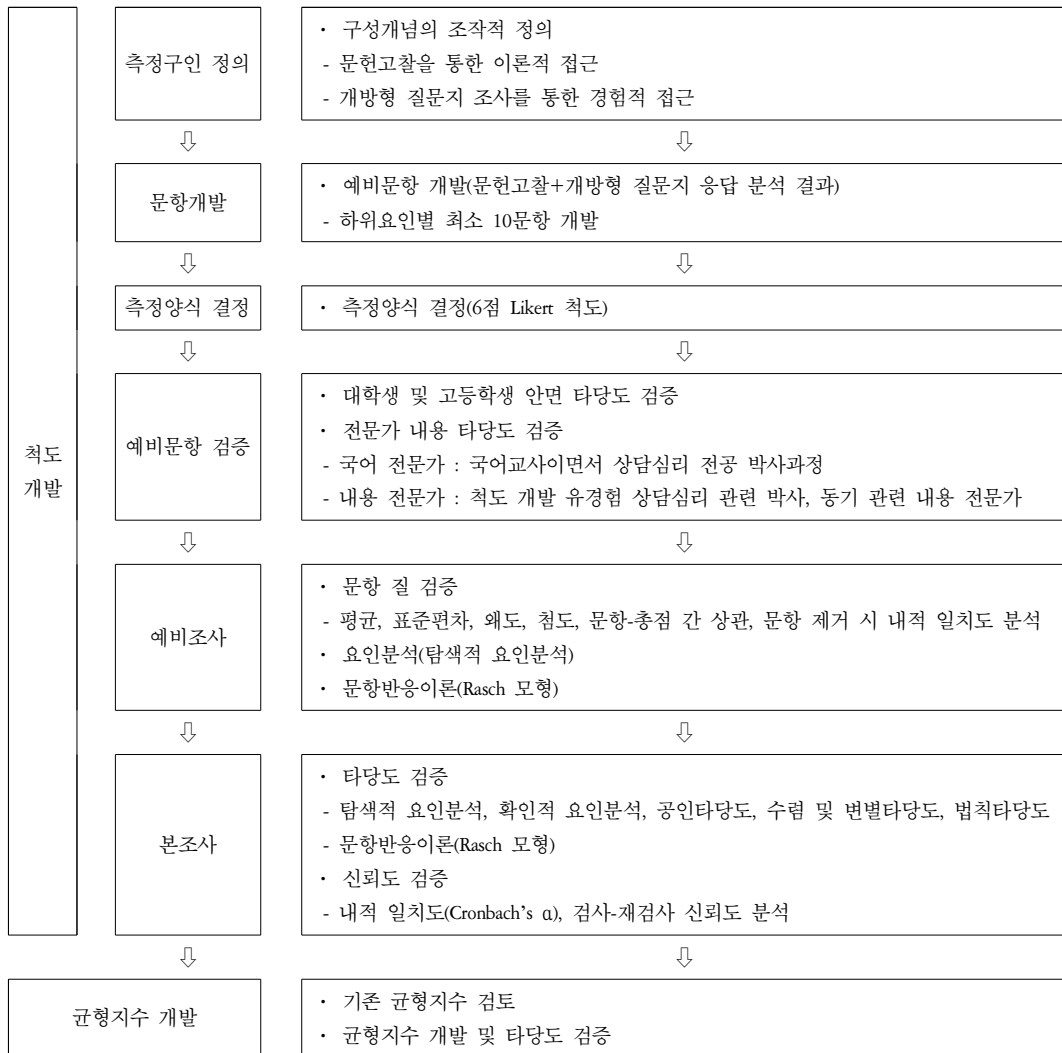 척도
개발
측정구인 정의
· 구성개념의 조작적 정의
- 문헌고찰을 통한 이론적 접근
- 개방형 질문지 조사를 통한 경험적 접근
⇩ ⇩
문항개발
· 예비문항 개발(문헌고찰+개방형 질문지 응답 분석 결과)
- 하위요인별 최소 10문항 개발
⇩ ⇩
측정양식 결정
· 측정양식 결정(6점 Likert 척도)
⇩ ⇩
예비문항 검증
· 대학생 및 고등학생 안면 타당도 검증
· 전문가 내용 타당도 검증
- 국어 전문가 : 국어교사이면서 상담심리 전공 박사과정
- 내용 전문가 : 척도 개발 유경험 상담심리 관련 박사, 동기 관련 내용 전문가
⇩ ⇩
예비조사
· 문항 질 검증
- 평균, 표준편차, 왜도, 첨도, 문항-총점 간 상관, 문항 제거 시 내적 일치도 분석
· 요인분석(탐색적 요인분석)
· 문항반응이론(Rasch 모형)
⇩ ⇩
본조사
· 타당도 검증
- 탐색적 요인분석, 확인적 요인분석, 공인타당도, 수렴 및 변별타당도, 법칙타당도
- 문항반응이론(Rasch 모형)
· 신뢰도 검증
- 내적 일치도(Cronbach's α), 검사-재검사 신뢰도 분석
⇩ ⇩
균형지수 개발
· 기존 균형지수 검토
· 균형지수 개발 및 타당도 검증